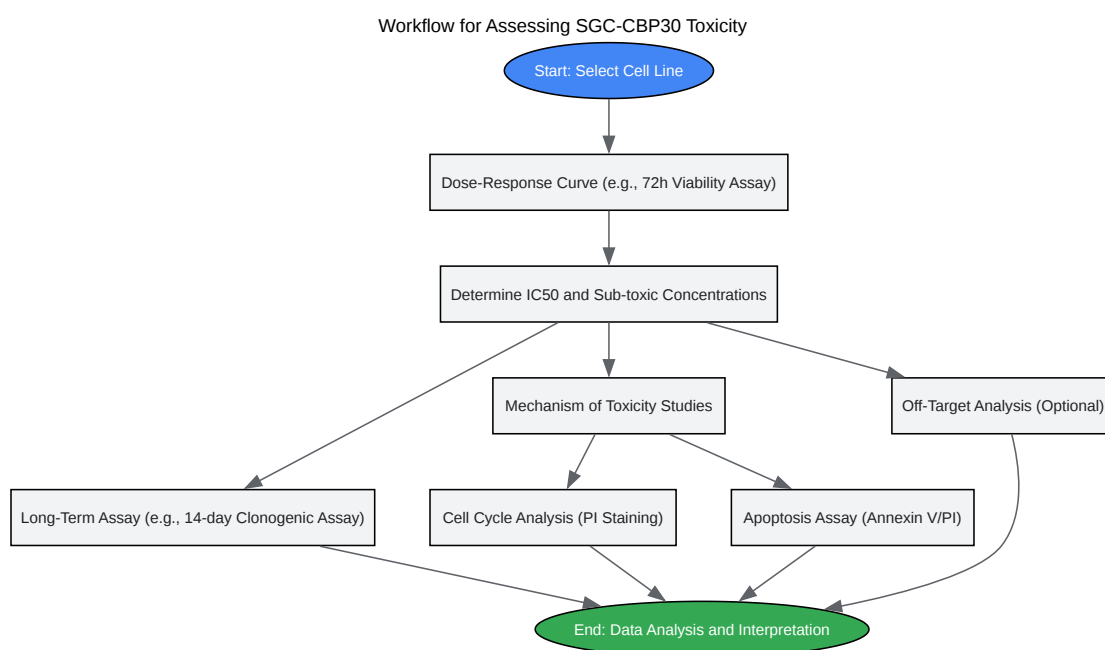 Workflow for Assessing SGC-CBP30 Toxicity
Start: Select Cell Line
Dose-Response Curve (e.g., 72h Viability Assay)
Determine IC50 and Sub-toxic Concentrations
Mechanism of Toxicity Studies
Off-Target Analysis (Optional)
Long-Term Assay (e.g., 14-day Clonogenic Assay)
Cell Cycle Analysis (PI Staining)
Apoptosis Assay (Annexin V/PI)
End: Data Analysis and Interpretation